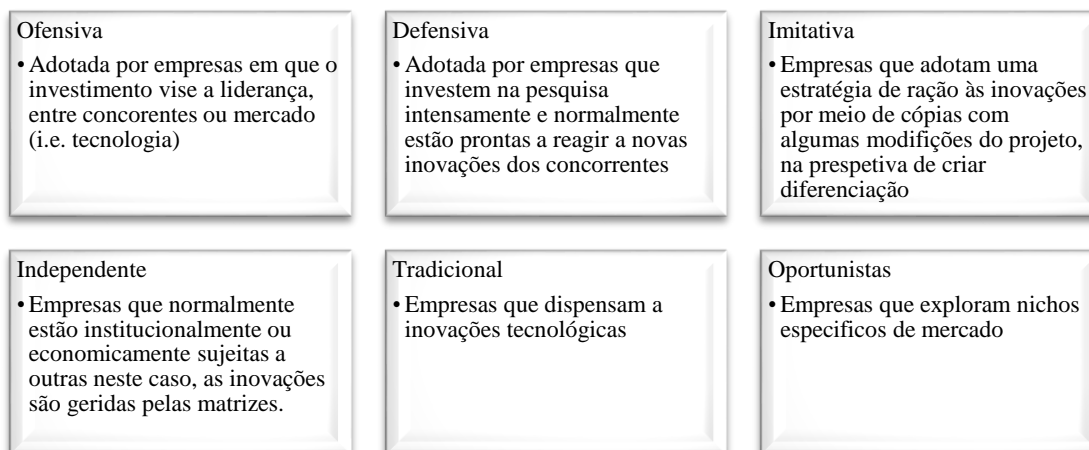 Ofensiva
• Adotada por empresas em que o
investimento vise a liderança,
entre concorentes ou mercado
(i.e. tecnologia)
Defensiva
• Adotada por empresas que
investem na pesquisa
intensamente e normalmente
estão prontas a reagir a novas
inovações dos concorrentes
Imitativa
• Empresas que adotam uma
estratégia de ração às inovações
por meio de cópias com
algumas modifições do projeto,
na prespetiva de criar
diferenciação
Independente
• Empresas que normalmente
estão institucionalmente ou
economicamente sujeitas a
outras neste caso, as inovações
são geridas pelas matrizes.
Tradicional
• Empresas que dispensam a
inovações tecnológicas
Oportunistas
• Empresas que exploram nichos
especificos de mercado